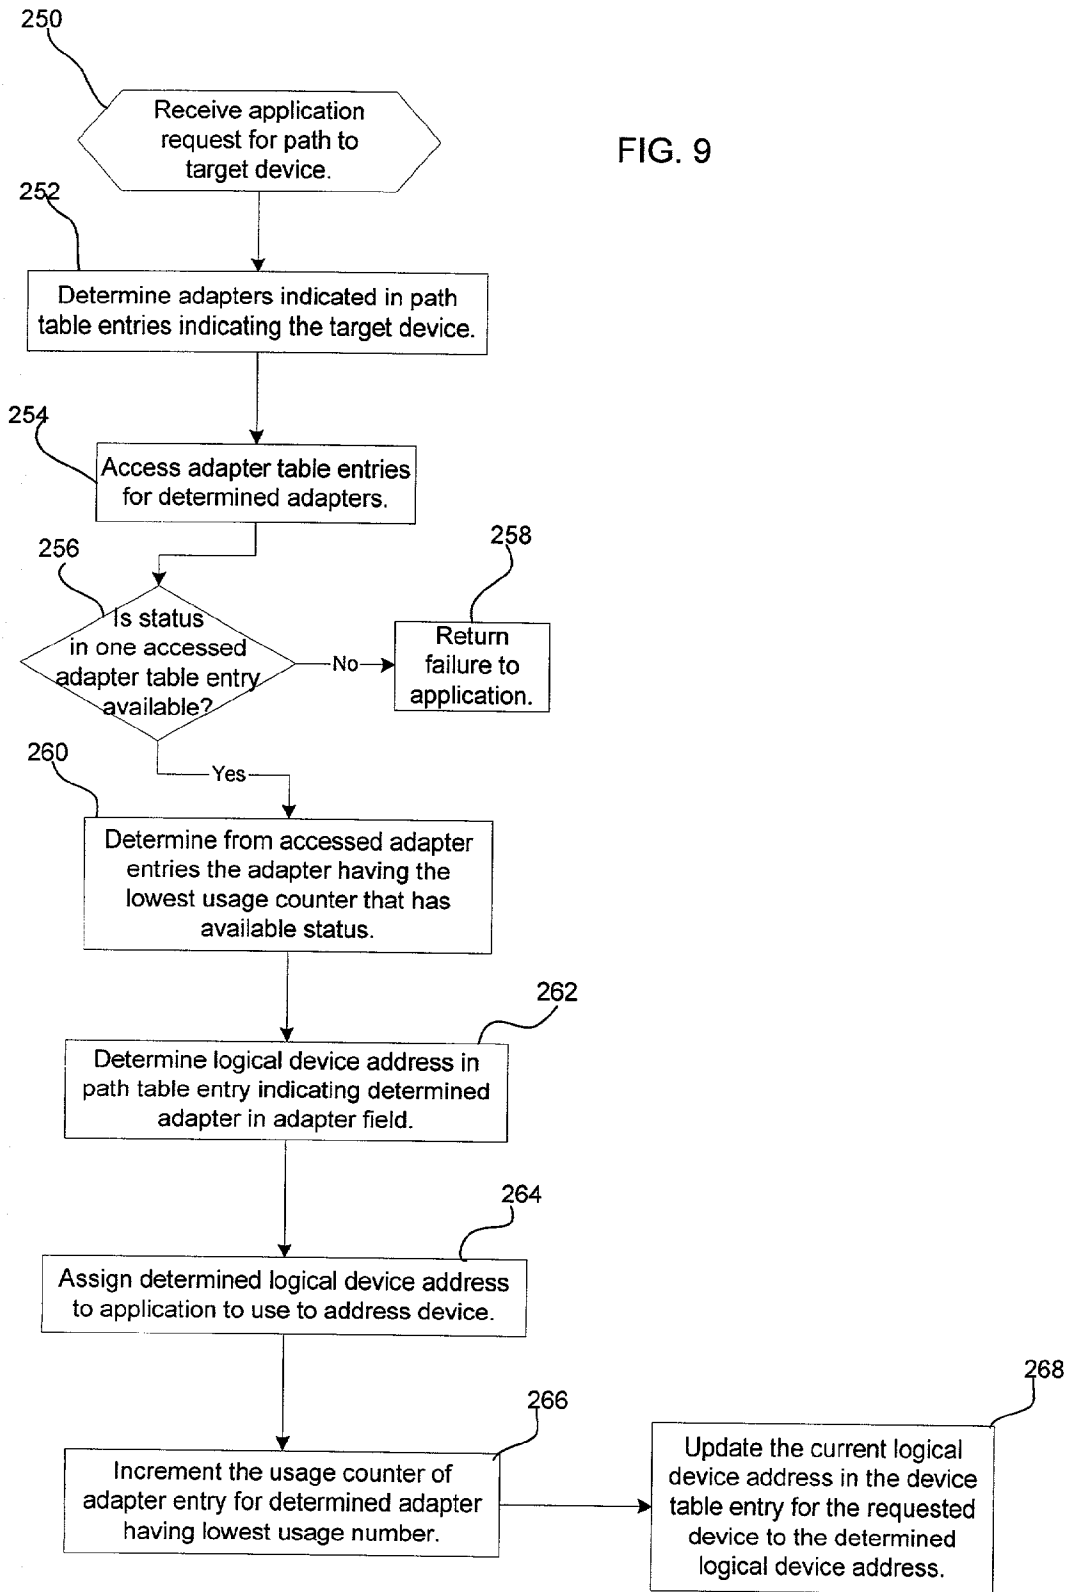 250
Receive application
request for path to
target device.
FIG. 9
252
Determine adapters indicated in path
table entries indicating the target device.
254
Access adapter table entries
for determined adapters.
256
Is status
in one accessed
adapter table entry
available?
No
258
Return
failure to
application.
Yes
260
Determine from accessed adapter
entries the adapter having the
lowest usage counter that has
available status.
262
Determine logical device address in
path table entry indicating determined
adapter in adapter field.
264
Assign determined logical device address
to application to use to address device.
266
Increment the usage counter of
adapter entry for determined adapter
having lowest usage number.
268
Update the current logical
device address in the device
table entry for the requested
device to the determined
logical device address.